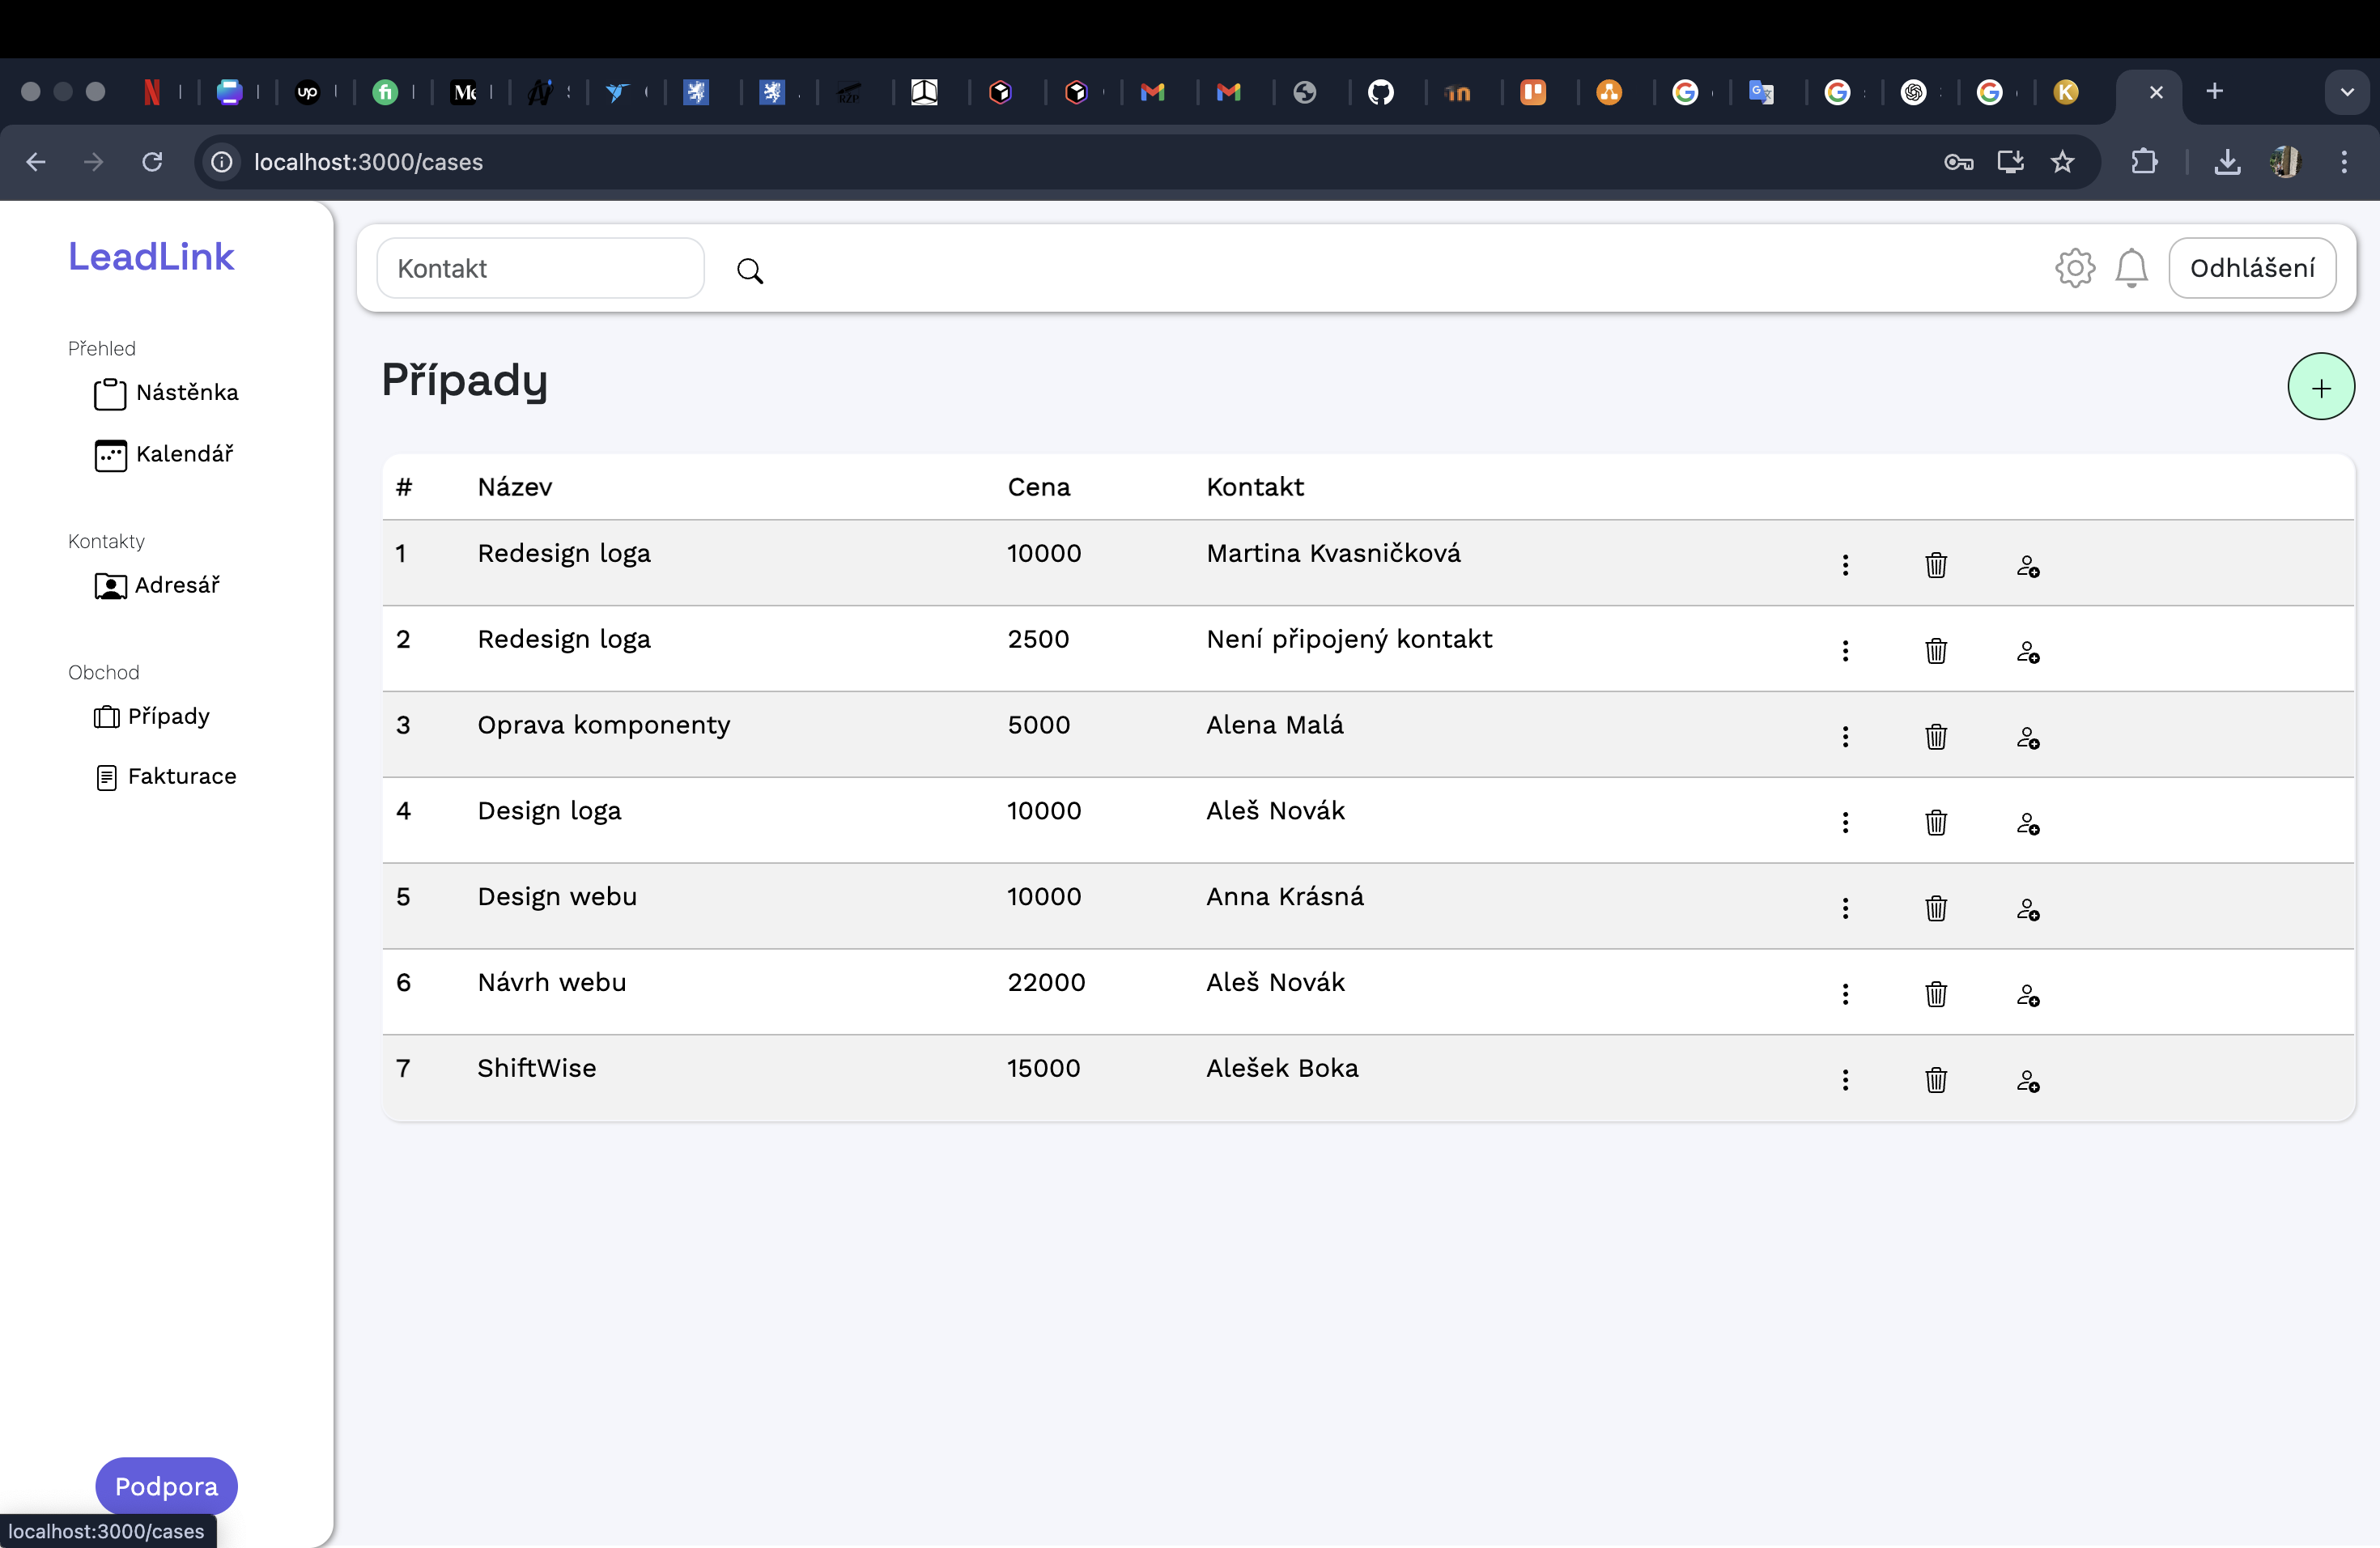 localhost:3000/cases
LeadLink
Kontakt
Odhlášení
Přehled
Nástěnka
Kalendář
Kontakty
Adresář
Obchod
Případy
Fakturace
Podpora
localhost:3000/cases
Případy
# Název Cena Kontakt
1 Redesign loga 10000 Martina Kvasničková
2 Redesign loga 2500 Není připojený kontakt
3 Oprava komponenty 5000 Alena Malá
4 Design loga 10000 Aleš Novák
5 Design webu 10000 Anna Krásná
6 Návrh webu 22000 Aleš Novák
7 ShiftWise 15000 Alešek Boka